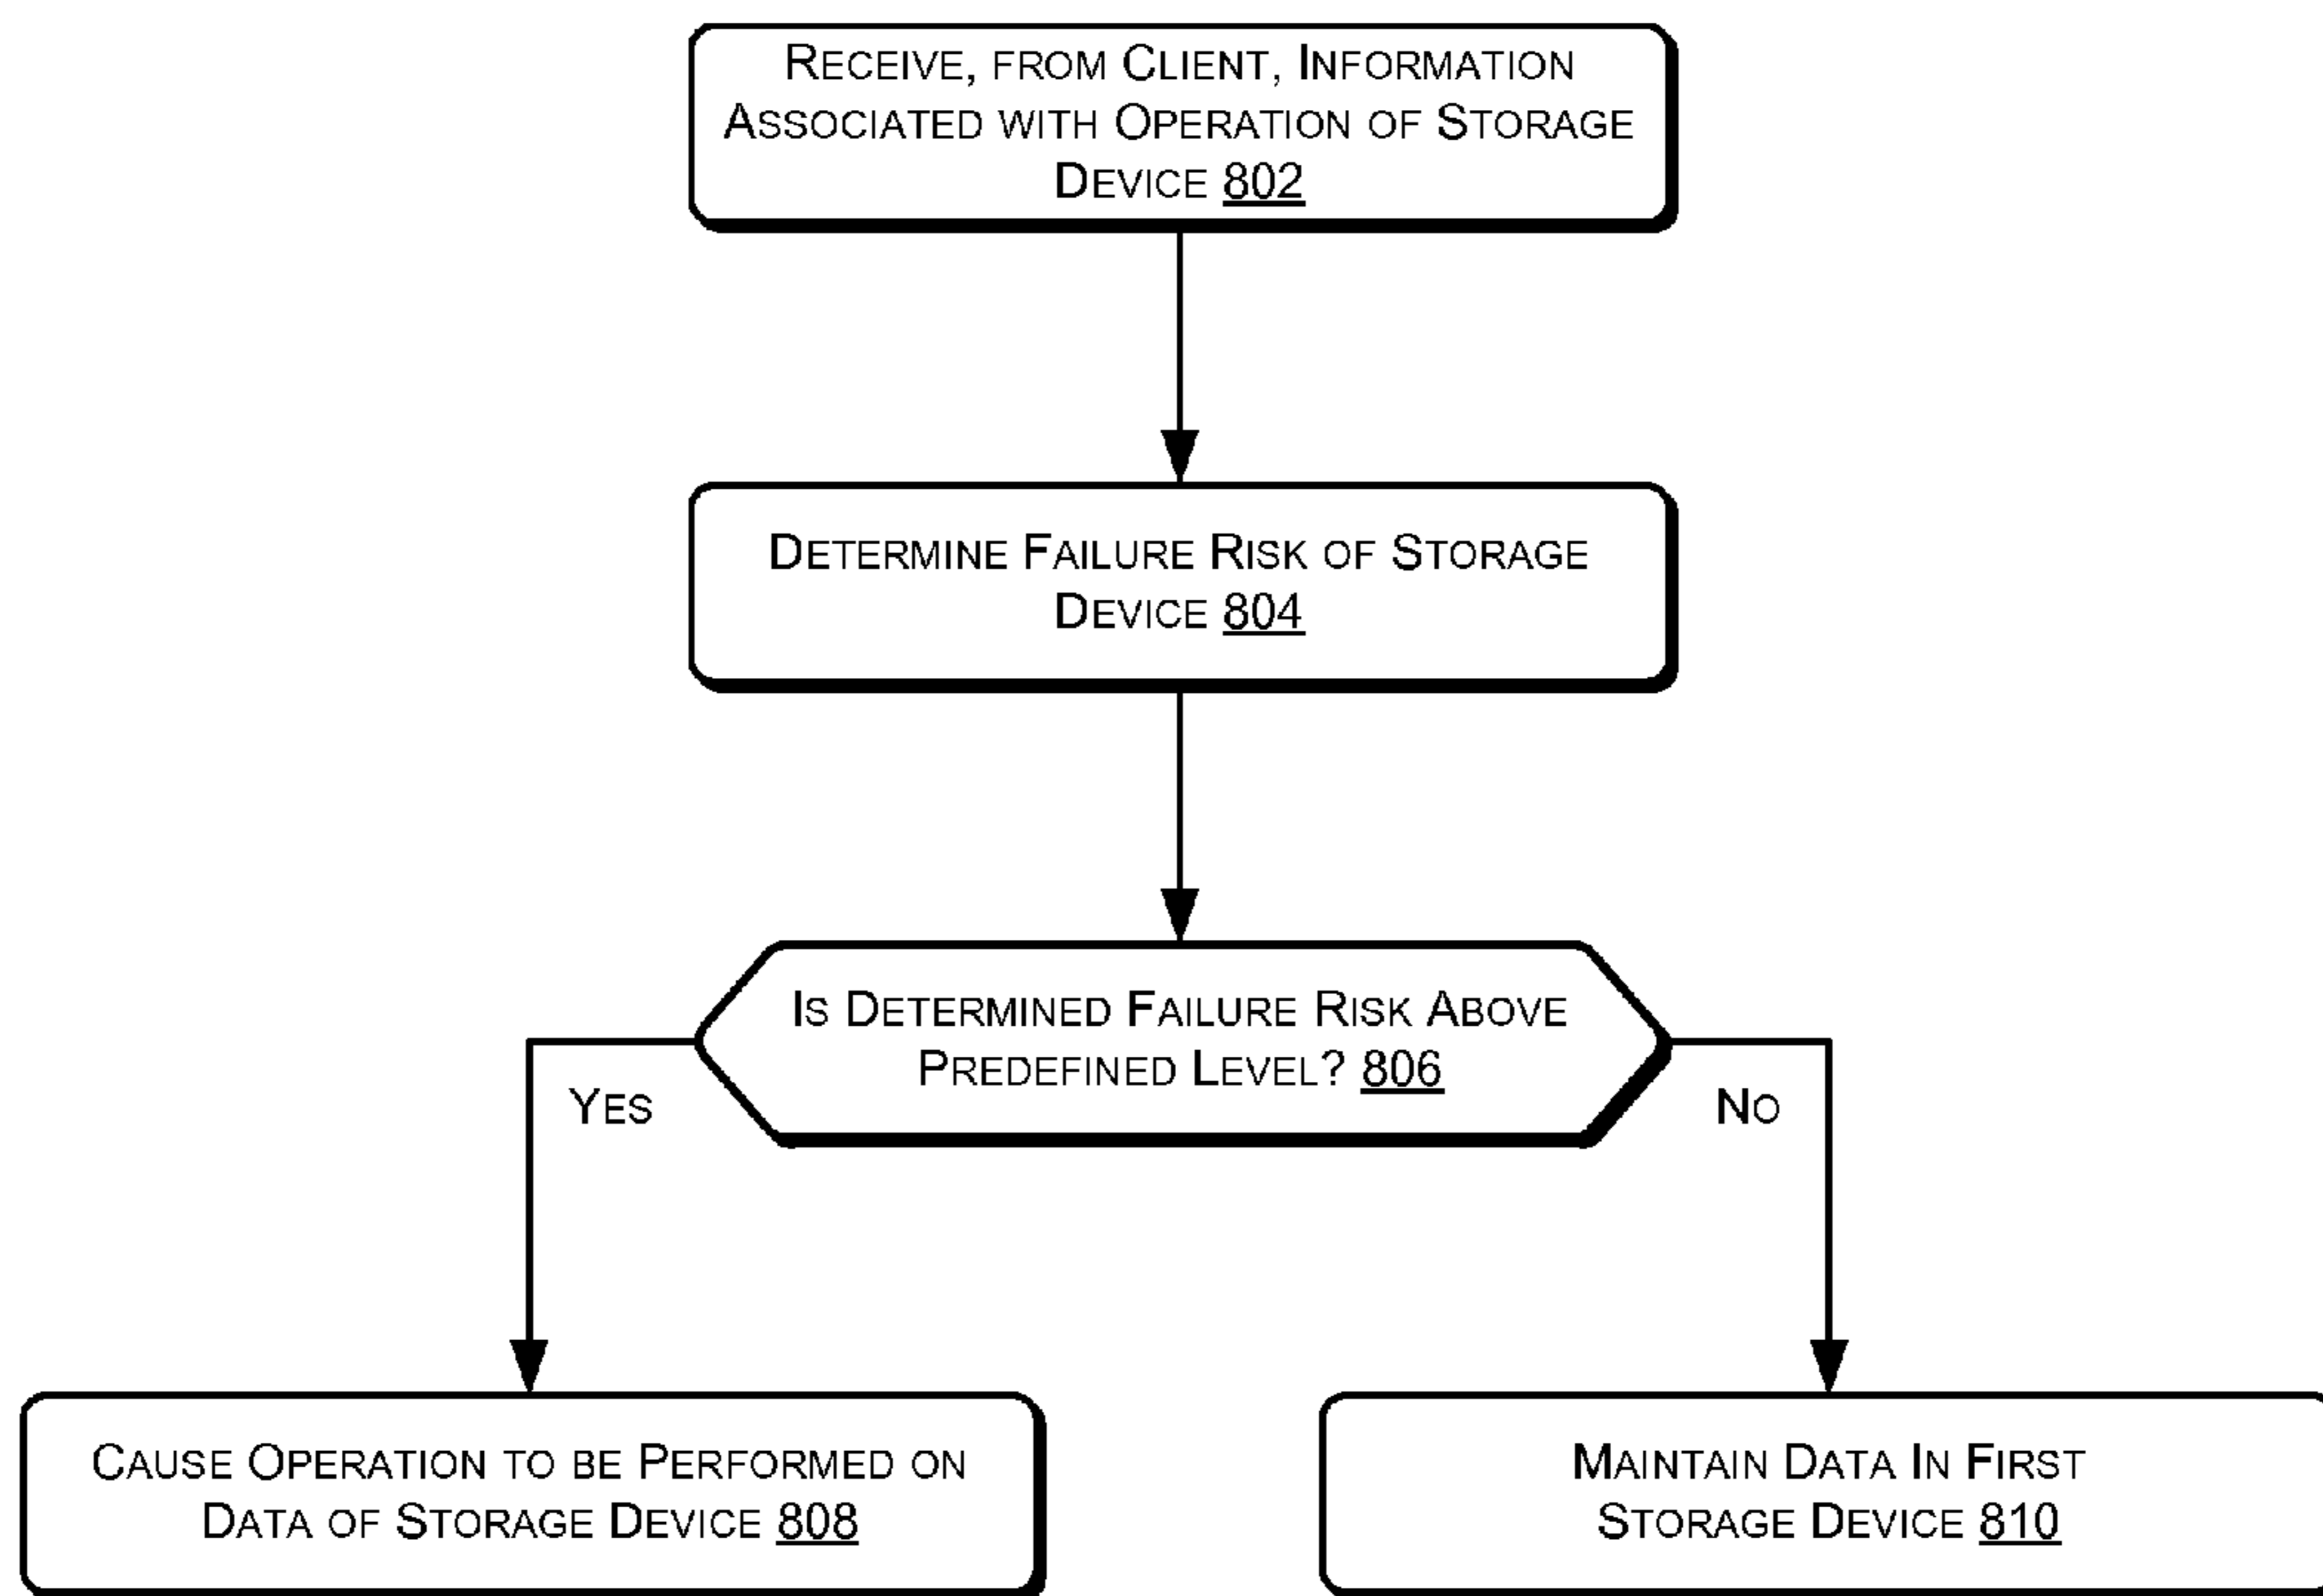 RECEIVE, FROM CLIENT, INFORMATION
ASSOCIATED WITH OPERATION OF STORAGE
DEVICE 802
DETERMINE FAILURE RISK OF STORAGE
DEVICE 804
IS DETERMINED FAILURE RISK ABOVE
PREDEFINED LEVEL? 806
YES
NO
CAUSE OPERATION TO BE PERFORMED ON
DATA OF STORAGE DEVICE 808
MAINTAIN DATA IN FIRST
STORAGE DEVICE 810